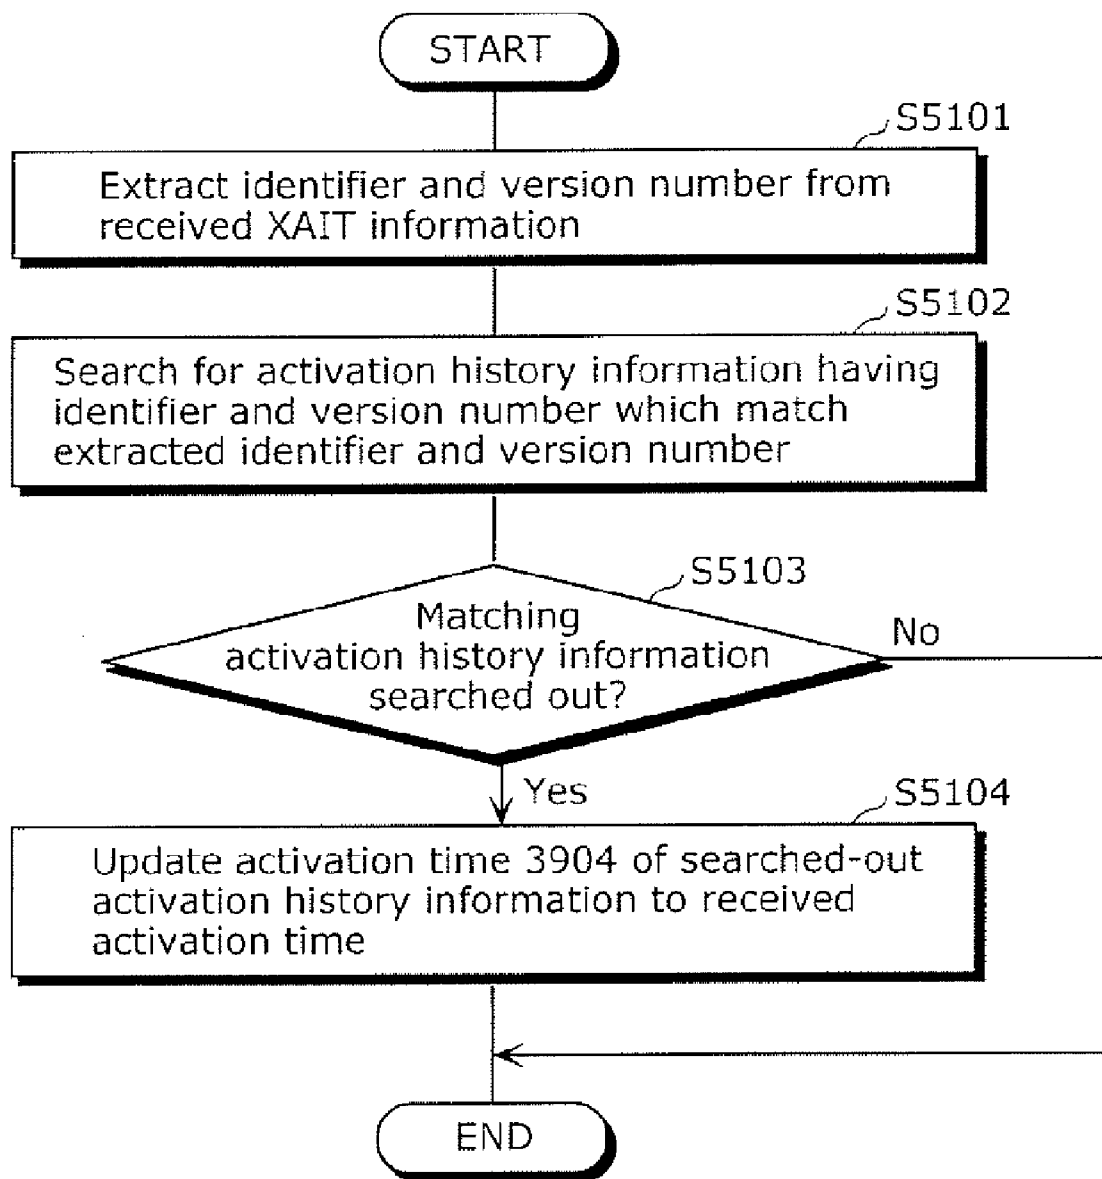 START
S5101
Extract identifier and version number from
received XAIT information
S5102
Search for activation history information having
identifier and version number which match
extracted identifier and version number
S5103
Matching
activation history information
searched out?
No
Yes
S5104
Update activation time 3904 of searched-out
activation history information to received
activation time
END